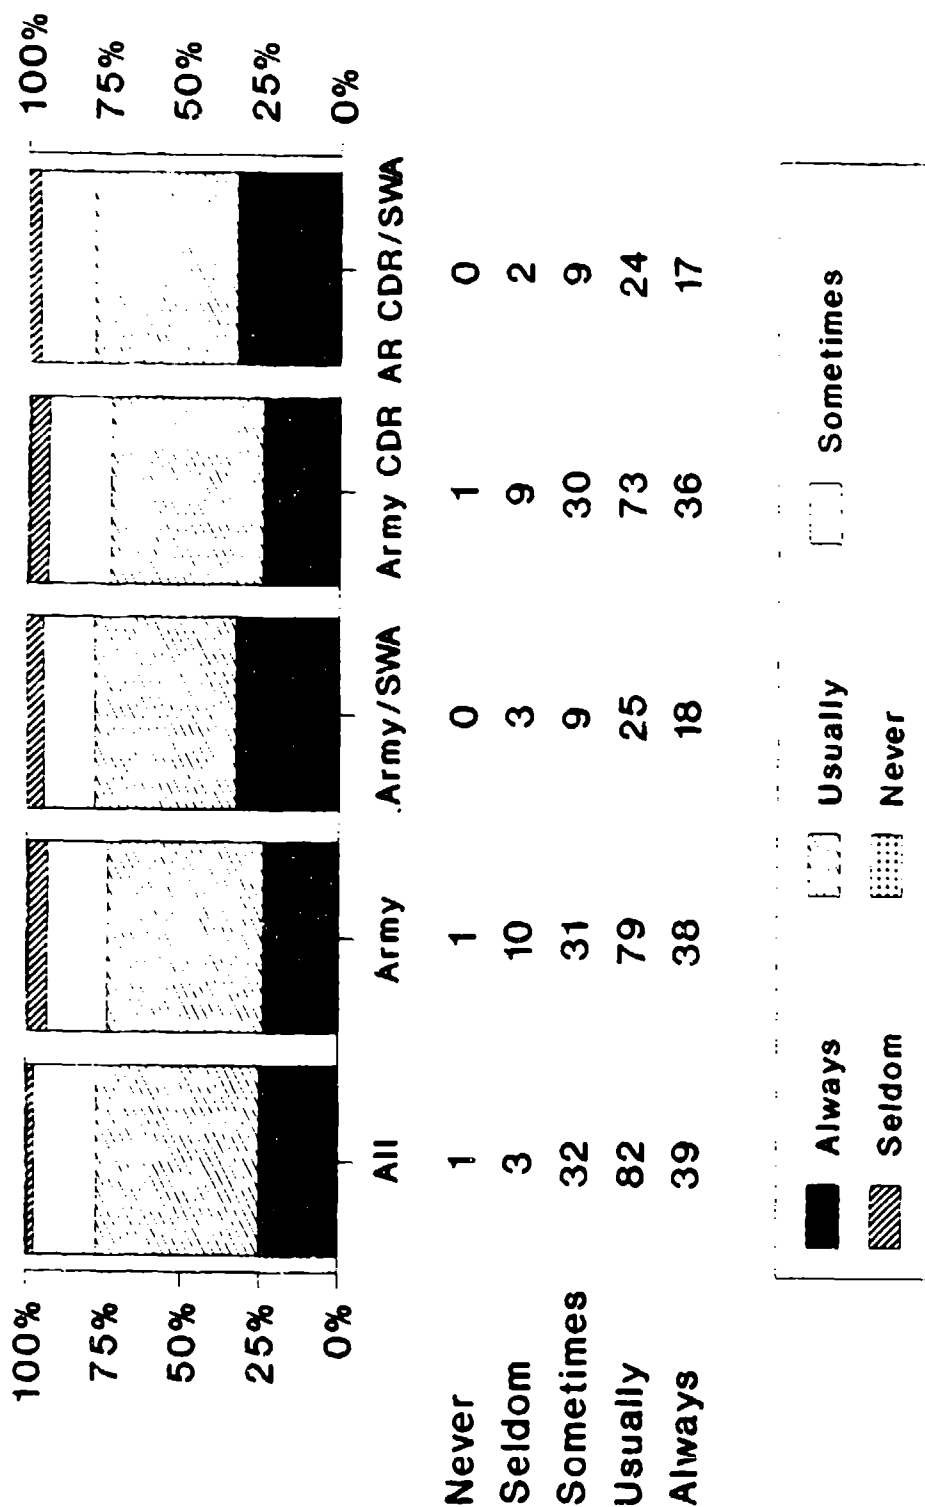 100% 100%
75% 75%
50% 50%
25% 25%
0% 0%
All Army .Army/SWA Army CDR AR CDR/SWA
Never 1 1 0 1 0
Seldom 3 10 3 9 2
Sometimes 32 31 9 30 9
Usually 82 79 25 73 24
Always 39 38 18 36 17
Always Usually Sometimes
Seldom Never